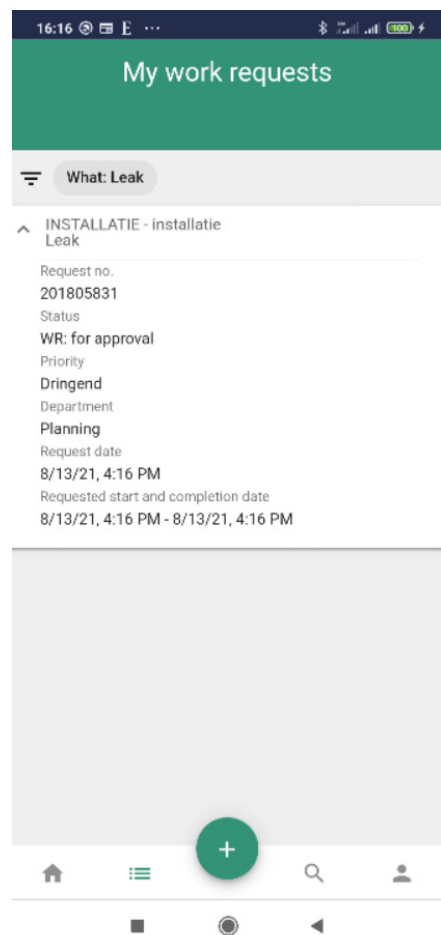 16:16 E ...
100
My work requests
What: Leak
INSTALLATIE - installatie
Leak
Request no.
201805831
Status
WR: for approval
Priority
Dringend
Department
Planning
Request date
8/13/21, 4:16 PM
Requested start and completion date
8/13/21, 4:16 PM - 8/13/21, 4:16 PM
+